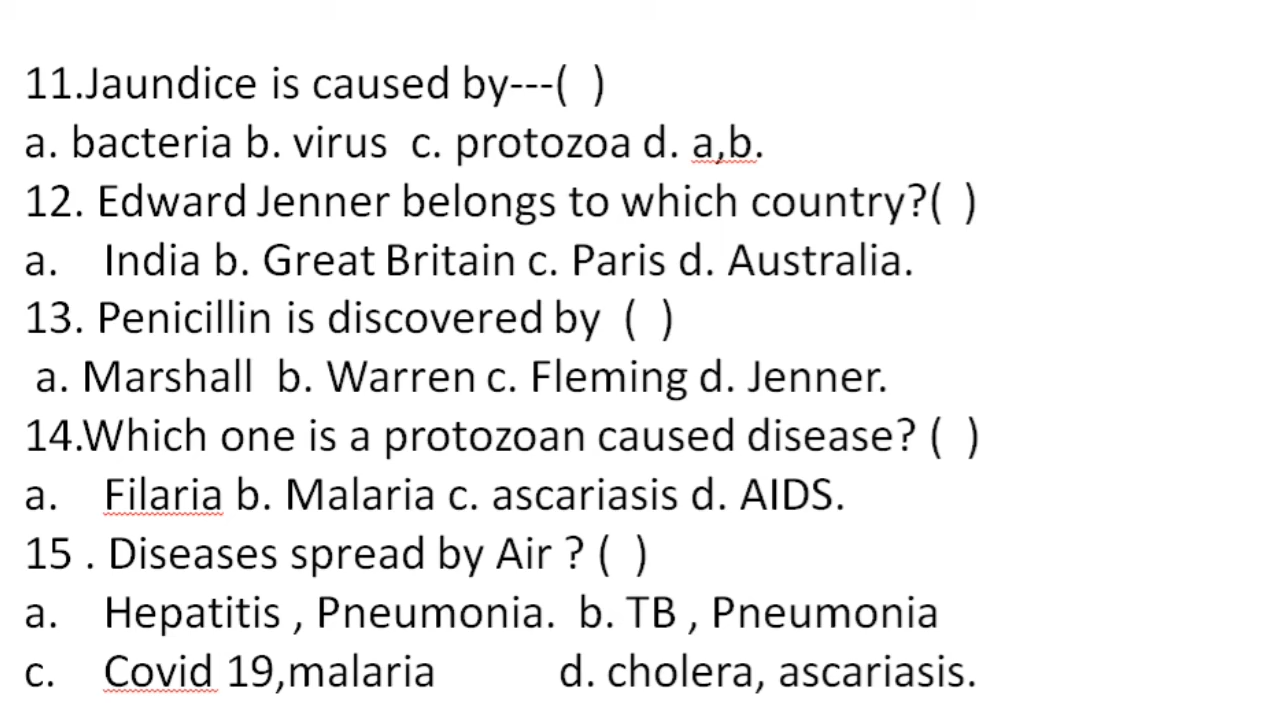 11.Jaundice is caused by---( )
a. bacteria b. virus c. protozoa d. a,b.
12. Edward Jenner belongs to which country?( )
a. India b. Great Britain c. Paris d. Australia.
13. Penicillin is discovered by ( )
a. Marshall b. Warren c. Fleming d. Jenner.
14.Which one is a protozoan caused disease? ( )
a. Filaria b. Malaria c. ascariasis d. AIDS.
15 . Diseases spread by Air ? ( )
a. Hepatitis , Pneumonia. b. TB , Pneumonia
c. Covid 19,malaria d. cholera, ascariasis.